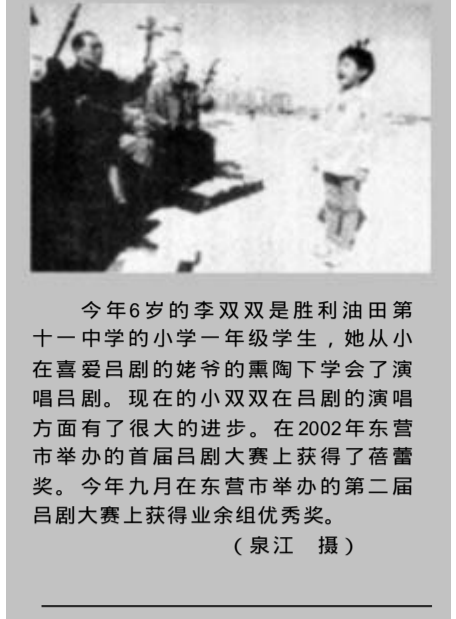 今年6岁的李双双是胜利油田第
十一中学的小学一年级学生，她从小
在喜爱吕剧的姥爷的熏陶下学会了演
唱吕剧。现在的小双双在吕剧的演唱
方面有了很大的进步。在2002年东营
市举办的首届吕剧大赛上获得了蓓蕾
奖。今年九月在东营市举办的第二届
吕剧大赛上获得业余组优秀奖。
（泉江　摄）